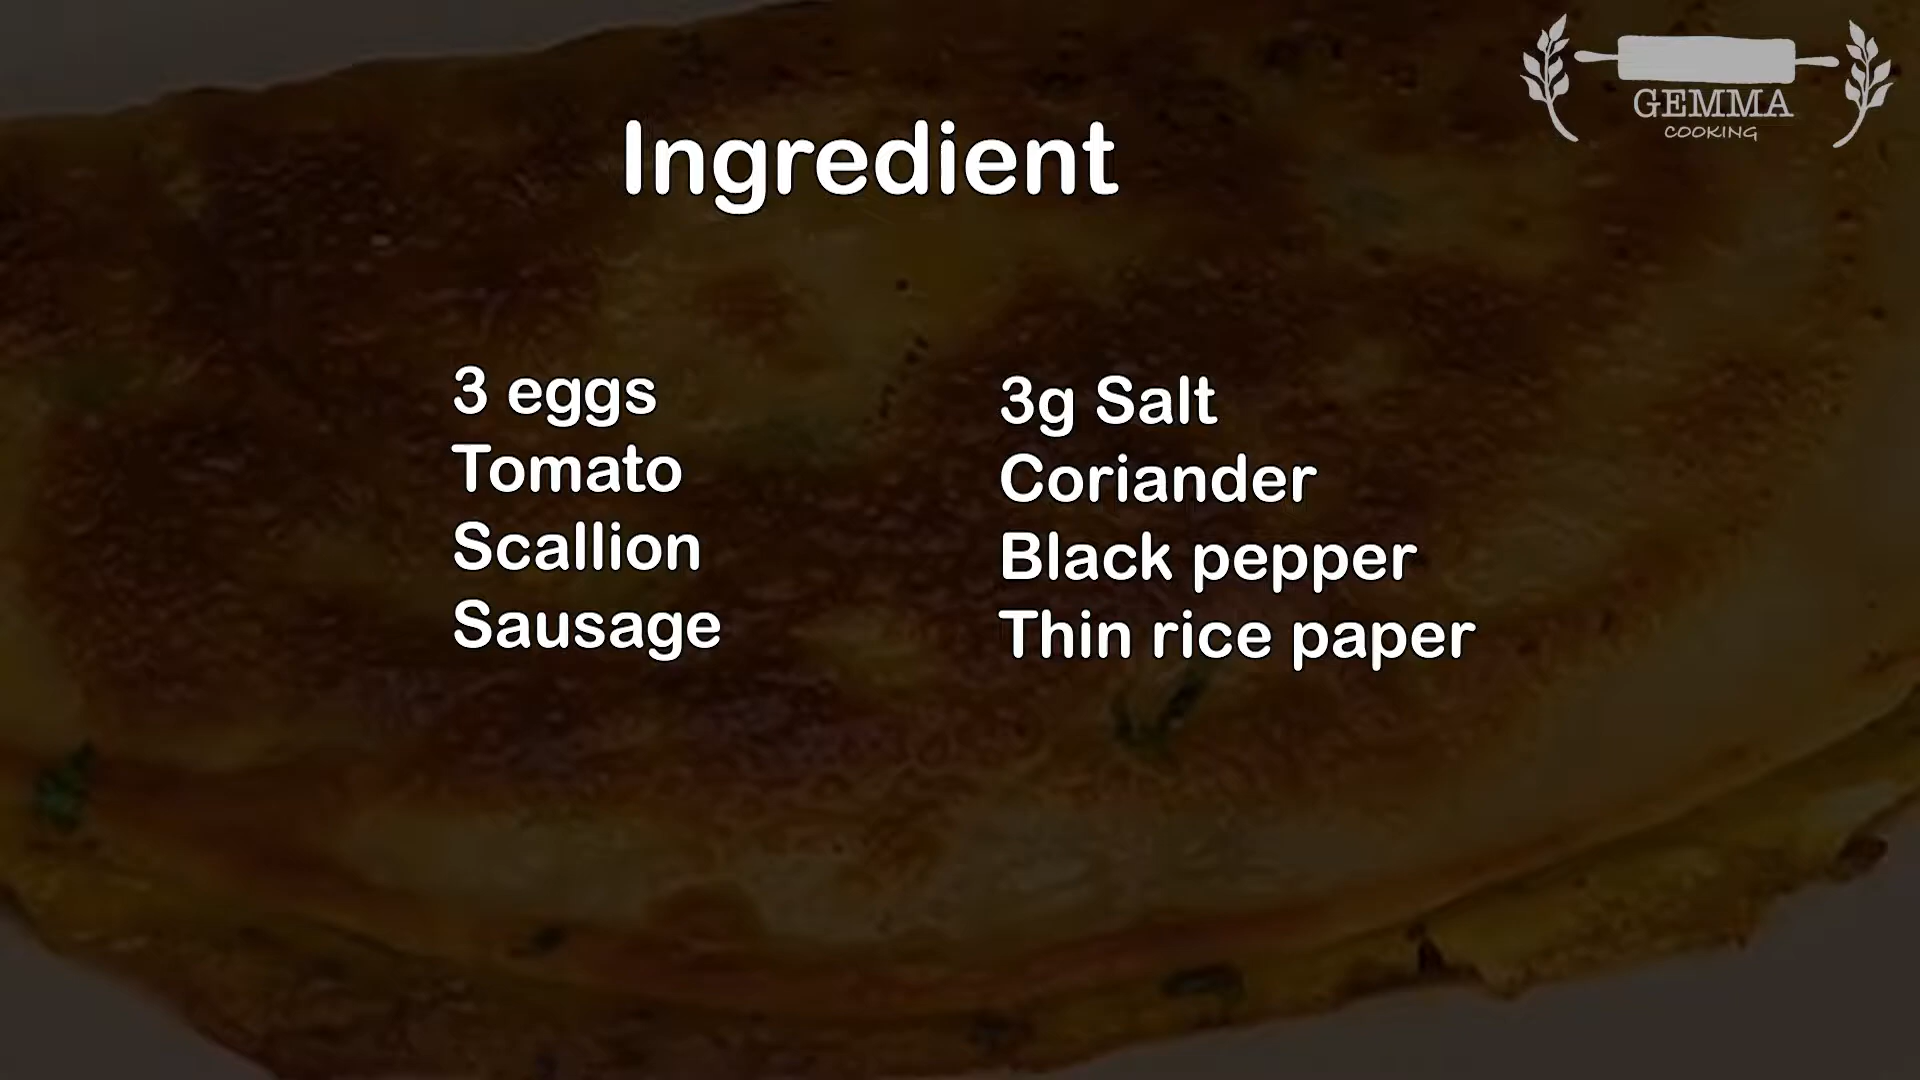 GEMMA
COOKING
Ingredient
3 eggs
Tomato
Scallion
Sausage
3g Salt
Coriander
Black pepper
Thin rice paper